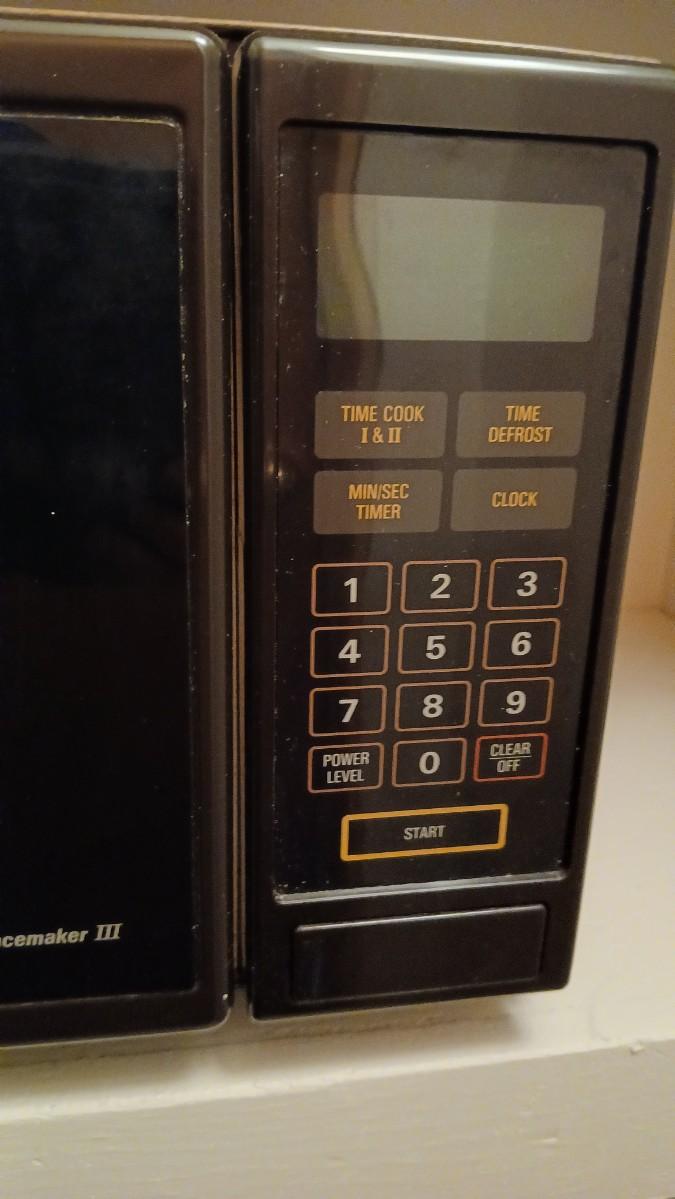 TIME COOK
I & II
TIME
DEFROST
MIN/SEC
TIMER
CLOCK
1 2 3
4 5 6
7 8 9
POWER
LEVEL
0
CLEAR
OFF
START
cemaker III